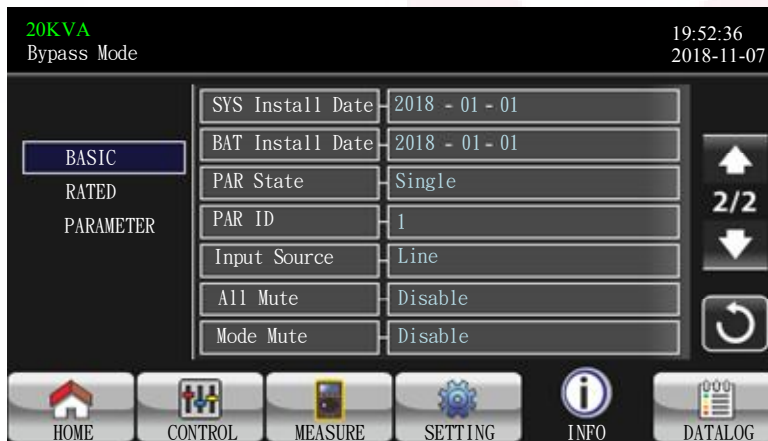 20KVA
Bypass Mode
19:52:36
2018-11-07
BASIC
RATED
PARAMETER
SYS Install Date 2018 - 01 - 01
BAT Install Date 2018 - 01 - 01
PAR State Single
PAR ID 1
Input Source Line
All Mute Disable
Mode Mute Disable
2/2
HOME CONTROL MEASURE SETTING INFO DATALOG